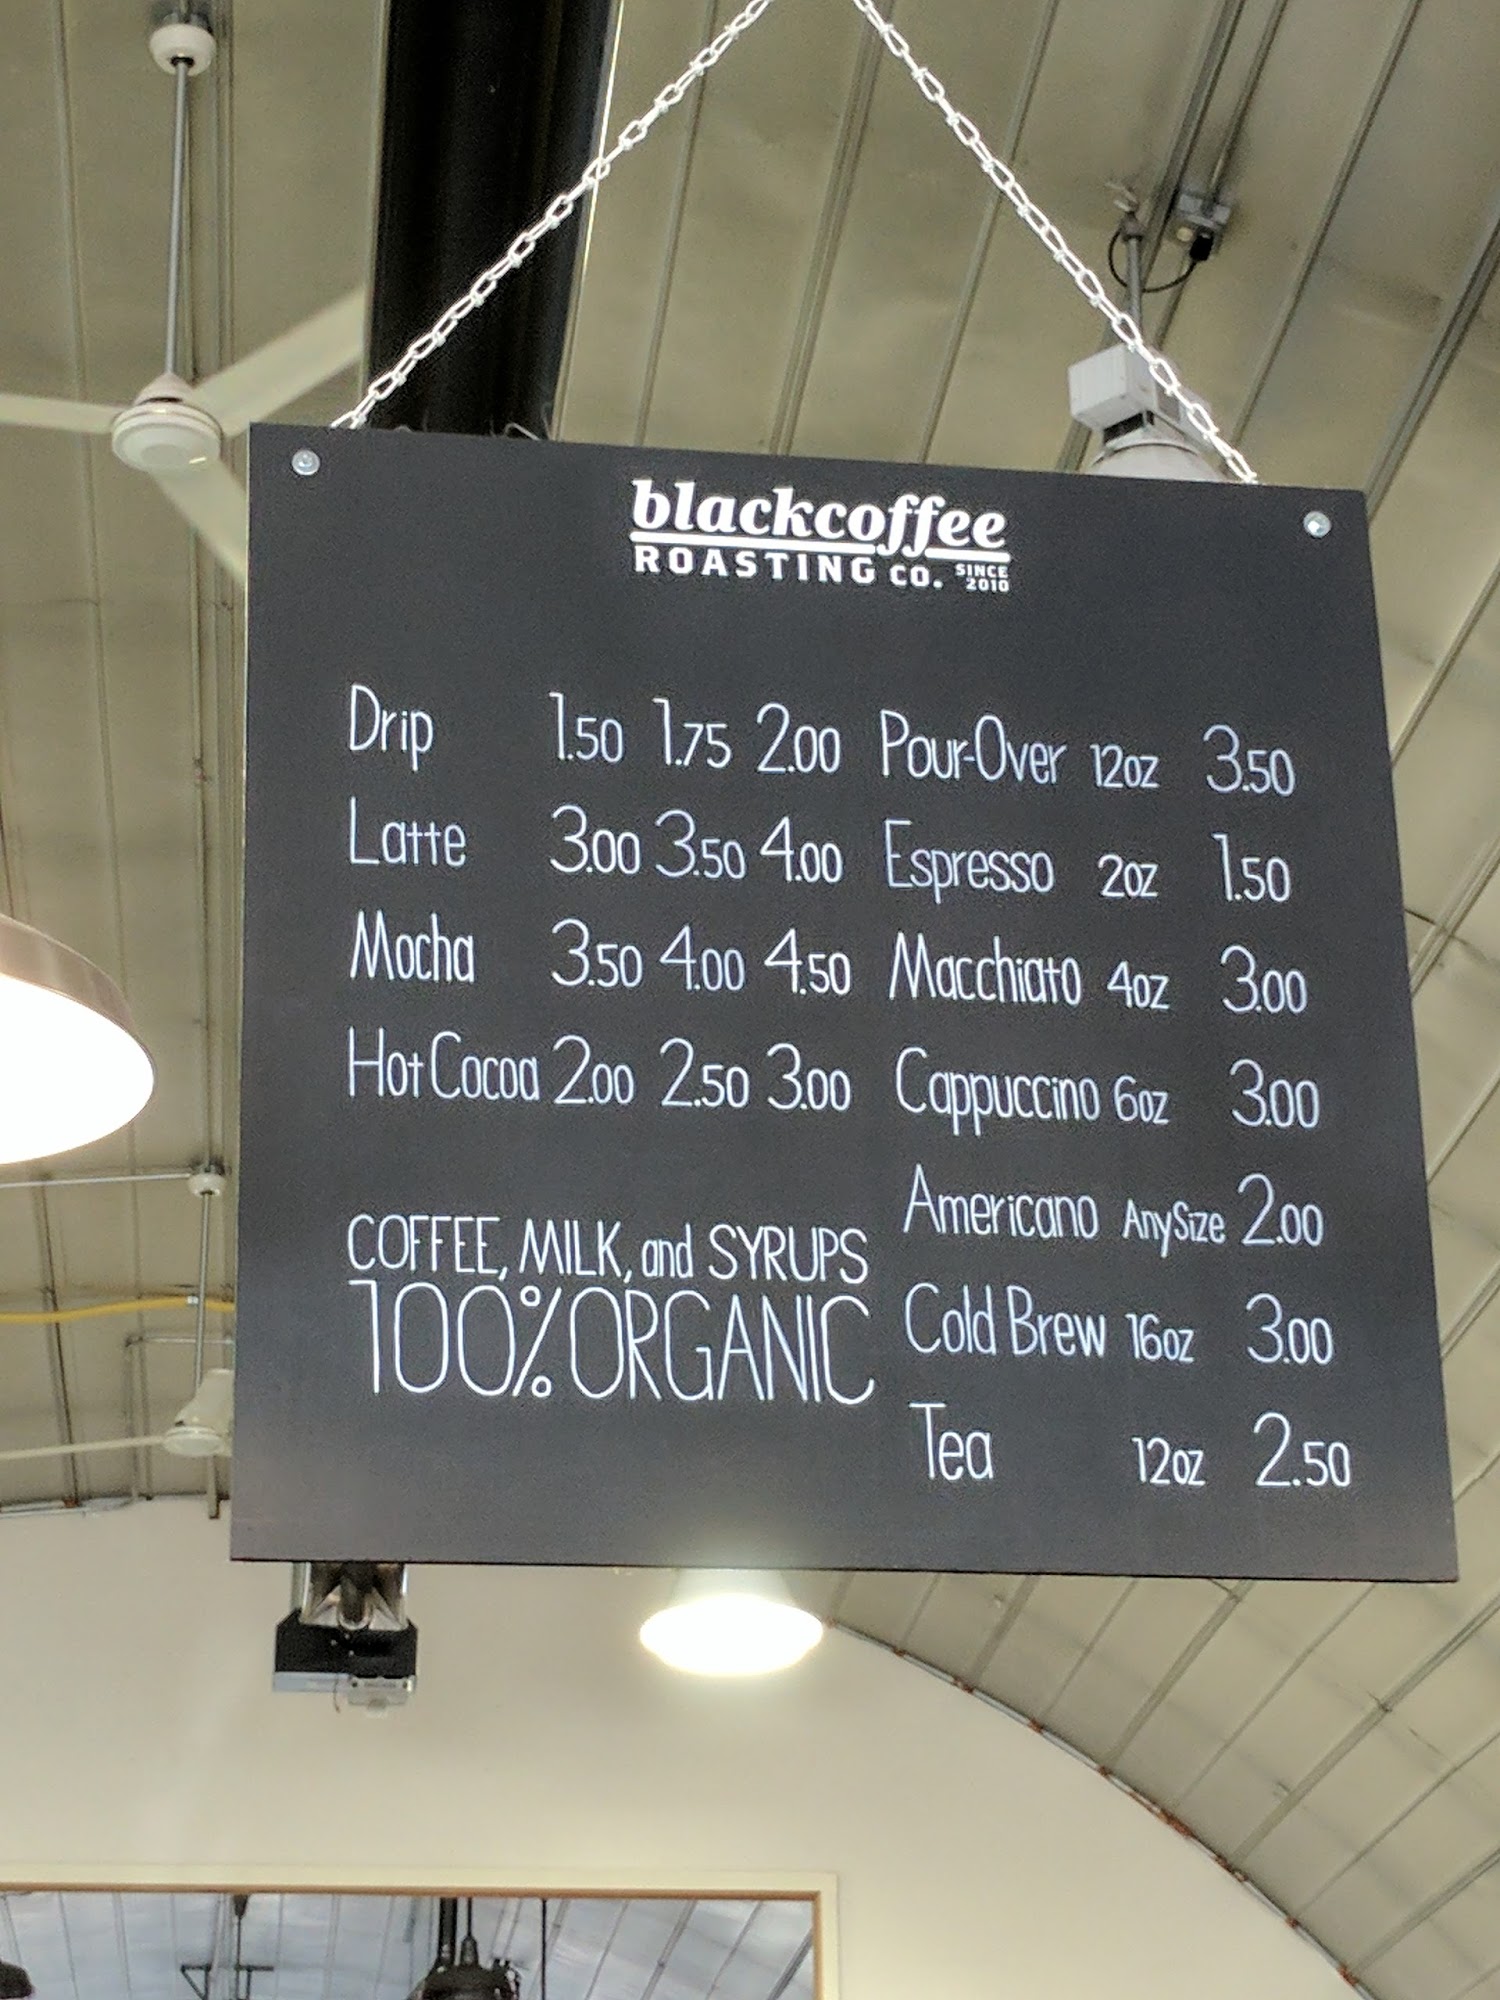 blackcoffee
ROASTING CO. SINCE 2010
Drip 1.50 1.75 2.00
Latte 3.00 3.50 4.00
Mocha 3.50 4.00 4.50
Hot Cocoa 2.00 2.50 3.00
COFFEE, MILK, and SYRUPS
100% ORGANIC
Pour-Over 12oz 3.50
Espresso 2oz 1.50
Macchiato 4oz 3.00
Cappuccino 6oz 3.00
Americano Any Size 2.00
Cold Brew 16oz 3.00
Tea 12oz 2.50